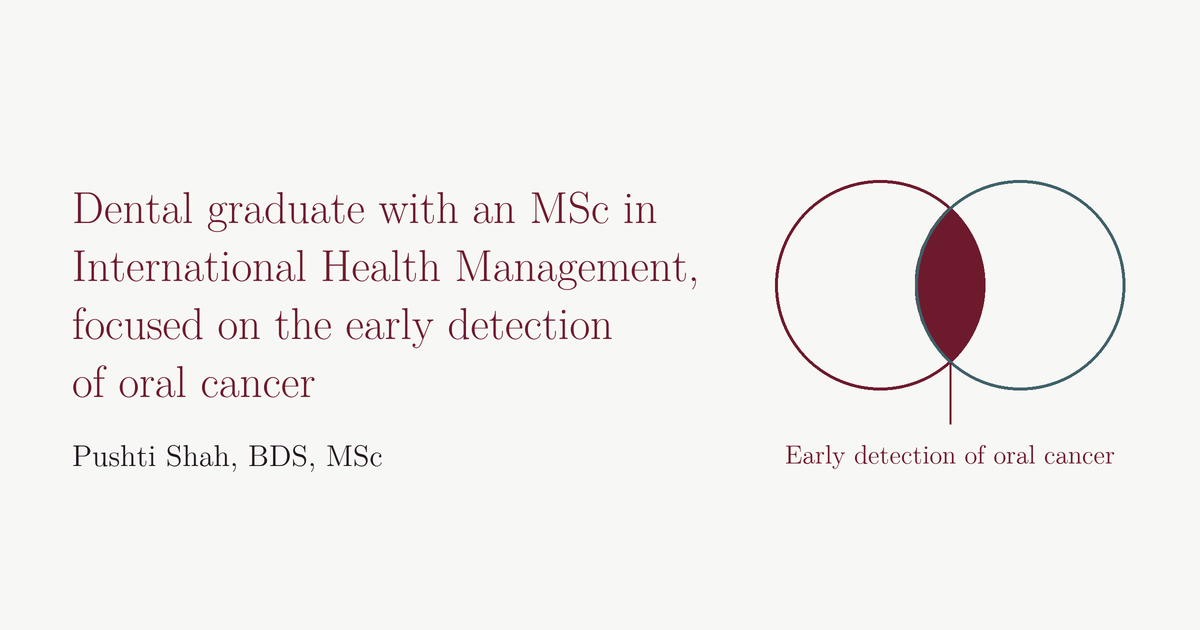 Dental graduate with an MSc in
International Health Management,
focused on the early detection
of oral cancer
Pushti Shah, BDS, MSc
Early detection of oral cancer